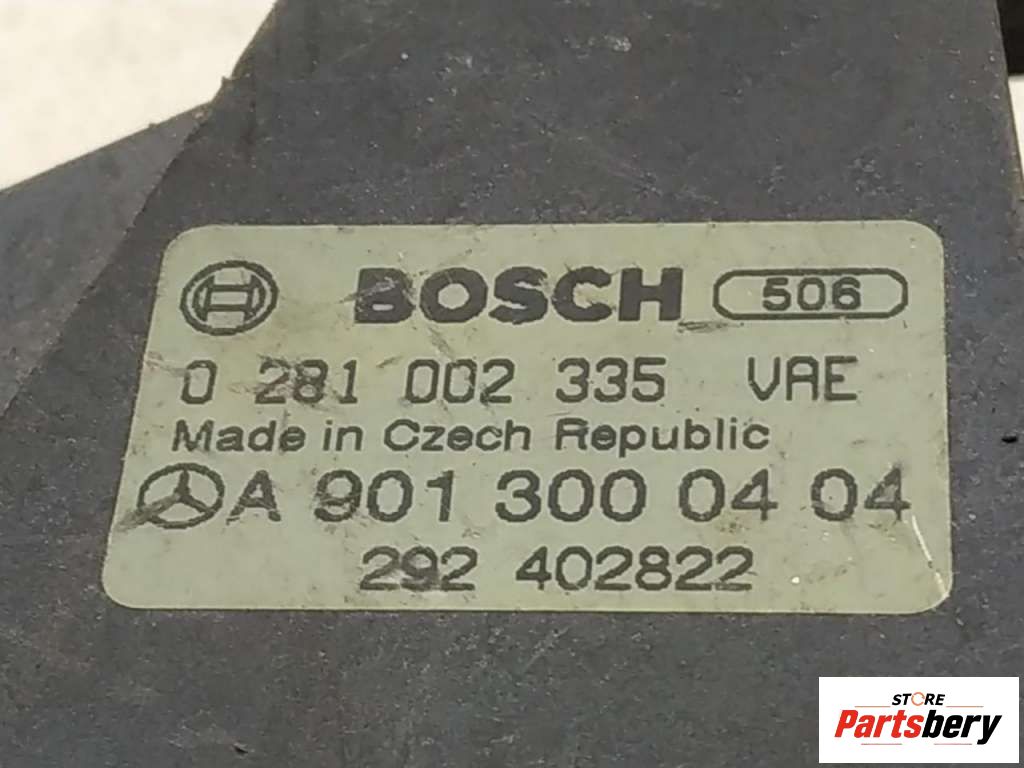 BOSCH 506
0 281 002 335 VAE
Made in Czech Republic
A 901 300 04 04
292 402822
STORE
Partsbery